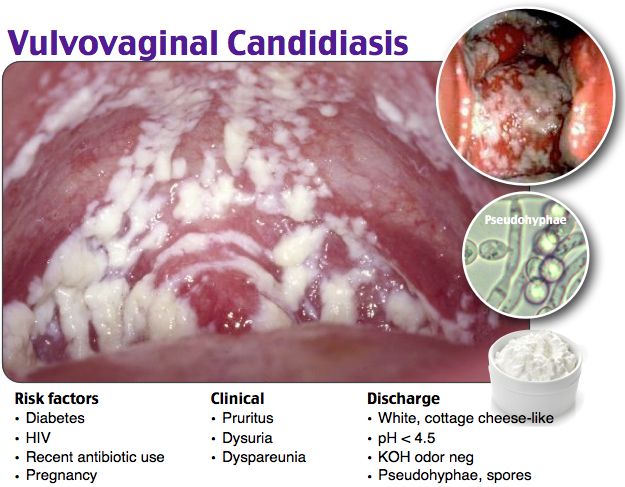 Vulvovaginal Candidiasis
Pseudohyphae
Risk factors
• Diabetes
• HIV
• Recent antibiotic use
• Pregnancy
Clinical
• Pruritus
• Dysuria
• Dyspareunia
Discharge
• White, cottage cheese-like
• pH < 4.5
• KOH odor neg
• Pseudohyphae, spores